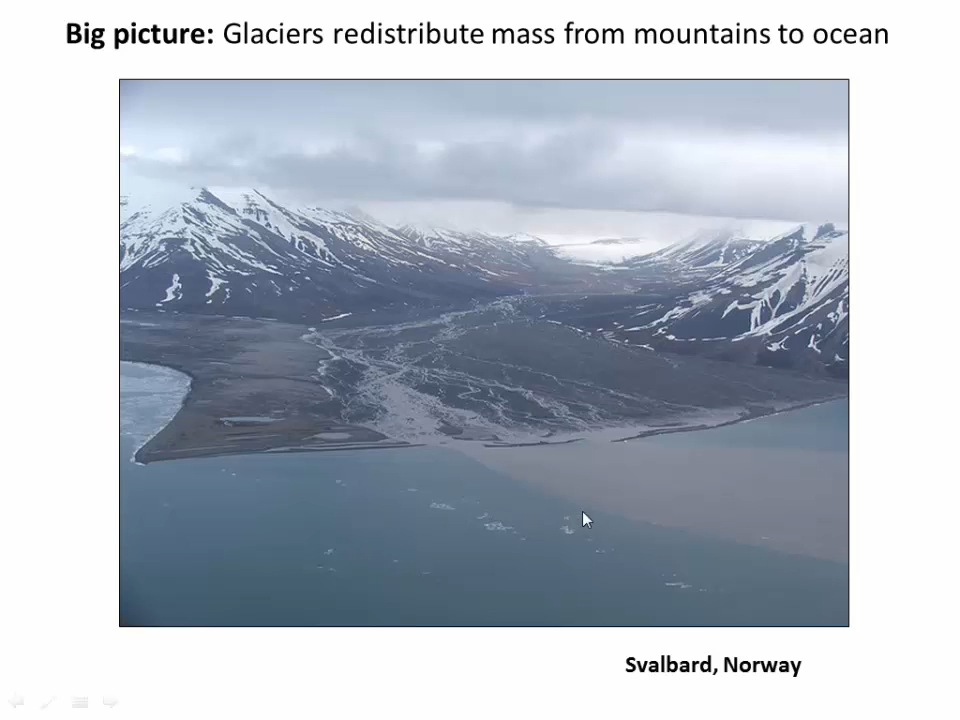 Big picture: Glaciers redistribute mass from mountains to ocean
Svalbard, Norway